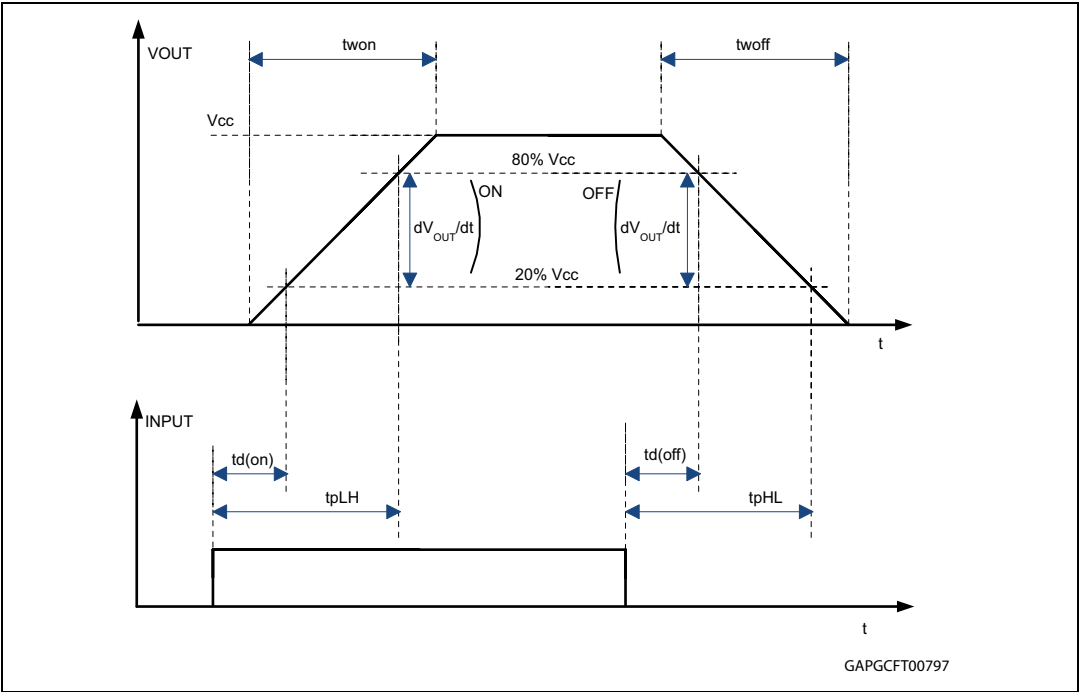 twon
twoff
VOUT
Vcc
80% Vcc
ON
OFF
dVOUT/dt
dVOUT/dt
20% Vcc
t
INPUT
td(on)
td(off)
tpLH
tpHL
t
GAPGCFT00797